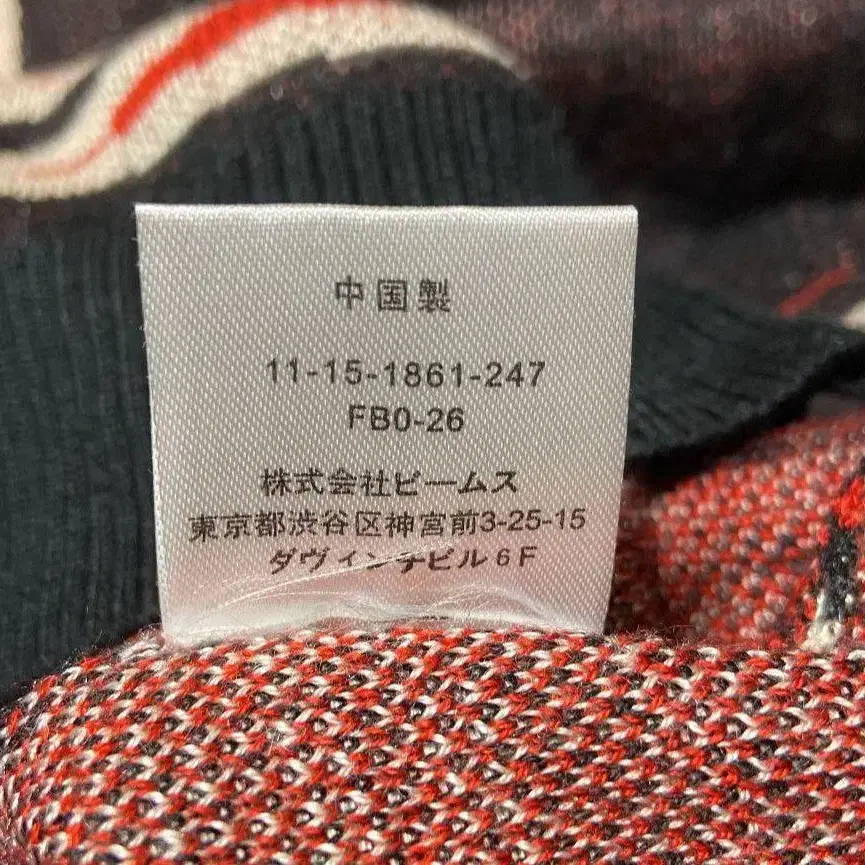 中国製
11-15-1861-247
FB0-26
株式会社ビームス
東京都渋谷区神宮前3-25-15
ダヴィンチビル6F